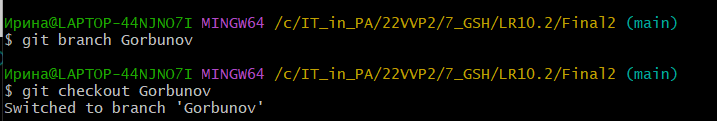 Ирина@LAPTOP-44NJNO7I MINGW64 /c/IT_in_PA/22VVP2/7_GSH/LR10.2/Final2 (main)
$ git branch Gorbunov
Ирина@LAPTOP-44NJNO7I MINGW64 /c/IT_in_PA/22VVP2/7_GSH/LR10.2/Final2 (main)
$ git checkout Gorbunov
Switched to branch 'Gorbunov'